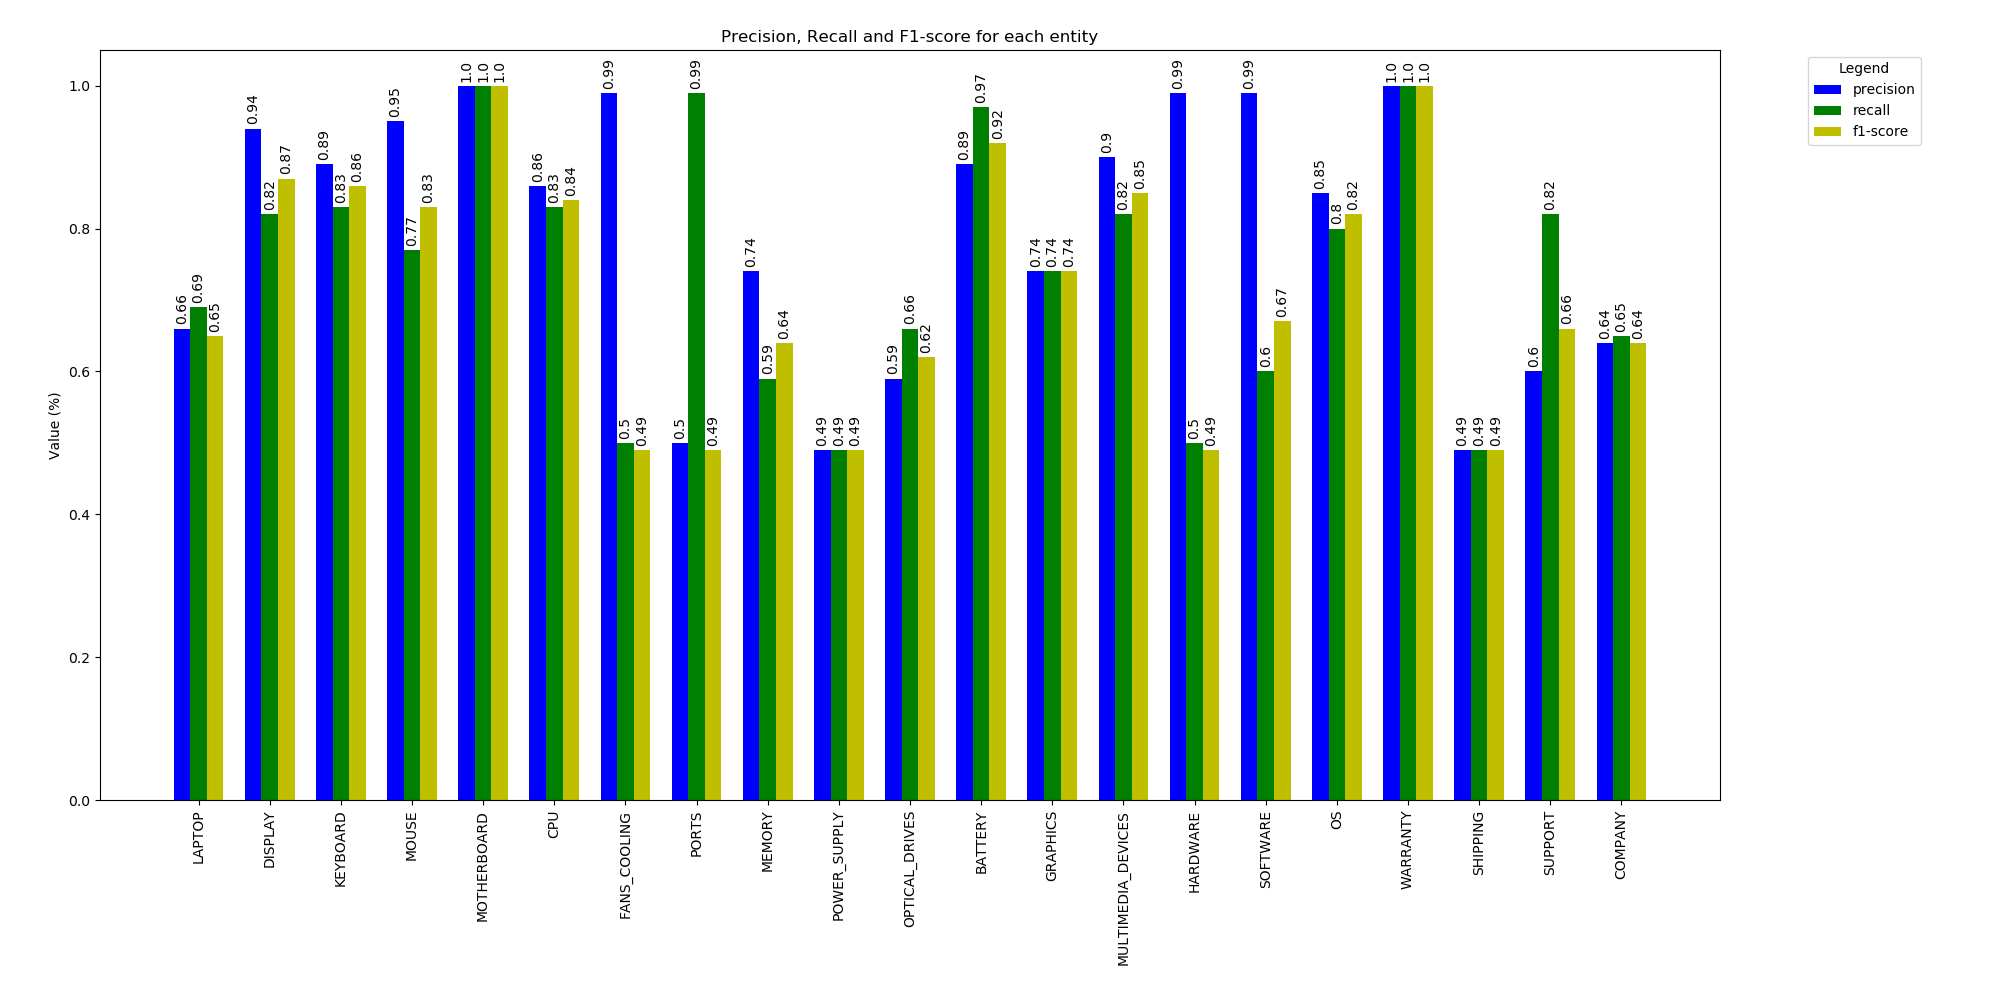 Precision, Recall and F1-score for each entity
Legend
precision
recall
f1-score
Value (%)
1.0
0.8
0.6
0.4
0.2
0.0
0.66 0.69 0.65
0.94 0.82 0.87
0.89 0.83 0.86
0.95 0.77 0.83
1.0 1.0 1.0
0.86 0.83 0.84
0.99 0.5 0.49
0.5 0.99 0.49
0.74 0.59 0.64
0.49 0.49 0.49
0.59 0.66 0.62
0.89 0.97 0.92
0.74 0.74 0.74
0.9 0.82 0.85
0.99 0.5 0.49
0.99 0.6 0.67
0.85 0.8 0.82
1.0 1.0 1.0
0.49 0.49 0.49
0.6 0.82 0.66
0.64 0.65 0.64
LAPTOP
DISPLAY
KEYBOARD
MOUSE
MOTHERBOARD
CPU
FANS_COOLING
PORTS
MEMORY
POWER_SUPPLY
OPTICAL_DRIVES
BATTERY
GRAPHICS
MULTIMEDIA_DEVICES
HARDWARE
SOFTWARE
OS
WARRANTY
SHIPPING
SUPPORT
COMPANY